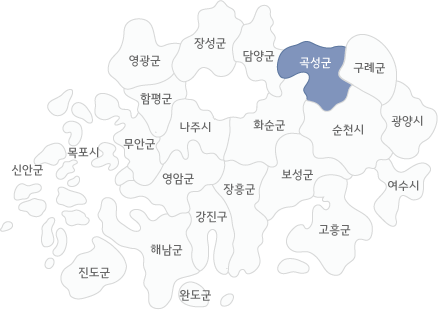 장성군
담양군
영광군
곡성군
구례군
함평군
나주시
화순군
순천시
광양시
무안군
목포시
신안군
영암군
장흥군
보성군
여수시
강진구
고흥군
해남군
진도군
완도군